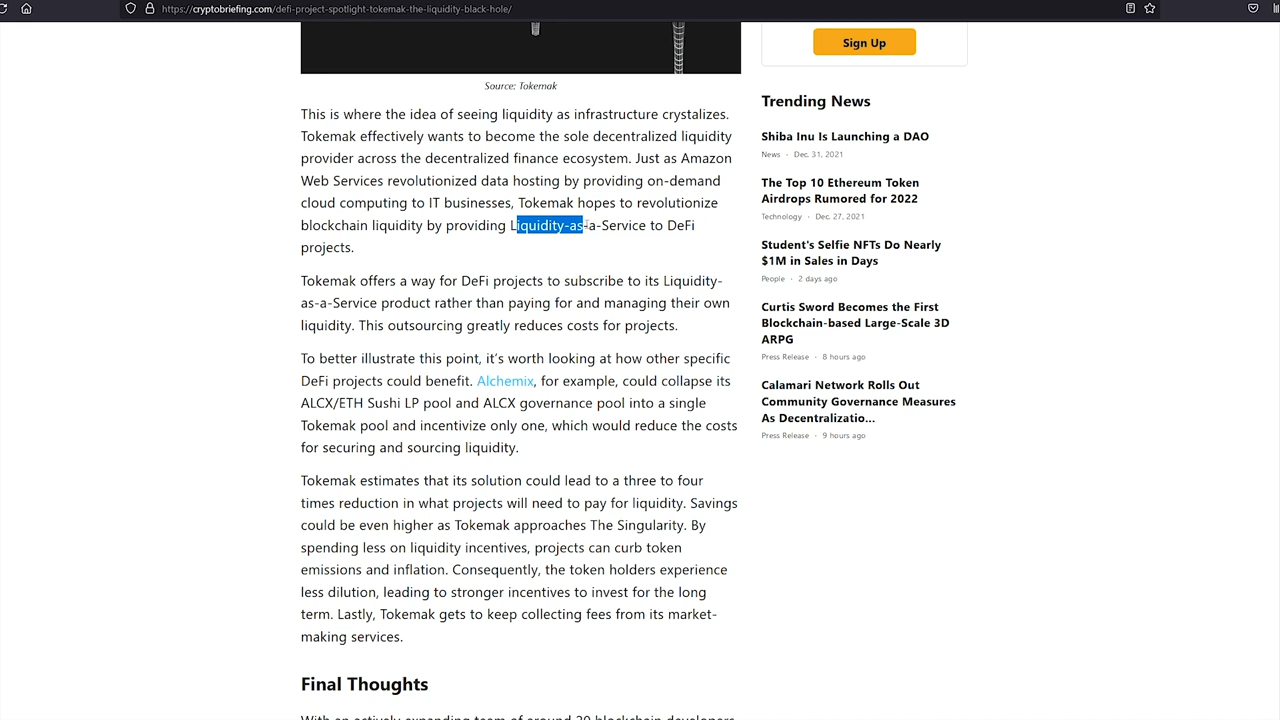 https://cryptobriefing.com/defi-project-spotlight-tokemak-the-liquidity-black-hole/
Source: Tokemak
This is where the idea of seeing liquidity as infrastructure crystalizes.
Tokemak effectively wants to become the sole decentralized liquidity
provider across the decentralized finance ecosystem. Just as Amazon
Web Services revolutionized data hosting by providing on-demand
cloud computing to IT businesses, Tokemak hopes to revolutionize
blockchain liquidity by providing Liquidity-as-a-Service to DeFi
projects.
Tokemak offers a way for DeFi projects to subscribe to its Liquidity-
as-a-Service product rather than paying for and managing their own
liquidity. This outsourcing greatly reduces costs for projects.
To better illustrate this point, it’s worth looking at how other specific
DeFi projects could benefit. Alchemix, for example, could collapse its
ALCX/ETH Sushi LP pool and ALCX governance pool into a single
Tokemak pool and incentivize only one, which would reduce the costs
for securing and sourcing liquidity.
Tokemak estimates that its solution could lead to a three to four
times reduction in what projects will need to pay for liquidity. Savings
could be even higher as Tokemak approaches The Singularity. By
spending less on liquidity incentives, projects can curb token
emissions and inflation. Consequently, the token holders experience
less dilution, leading to stronger incentives to invest for the long
term. Lastly, Tokemak gets to keep collecting fees from its market-
making services.
Final Thoughts
With an actively expanding team of around 20 blockchain developers
Sign Up
Trending News
Shiba Inu Is Launching a DAO
News · Dec. 31, 2021
The Top 10 Ethereum Token
Airdrops Rumored for 2022
Technology · Dec. 27, 2021
Student's Selfie NFTs Do Nearly
$1M in Sales in Days
People · 2 days ago
Curtis Sword Becomes the First
Blockchain-based Large-Scale 3D
ARPG
Press Release · 8 hours ago
Calamari Network Rolls Out
Community Governance Measures
As Decentralizatio...
Press Release · 9 hours ago